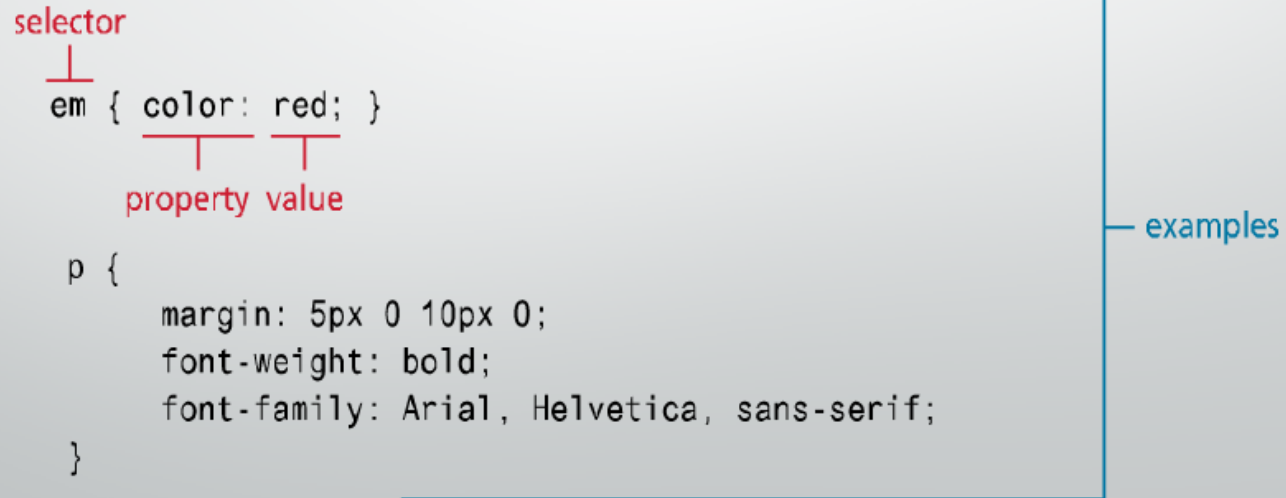 selector
em { color: red; }
property value
examples
p {
margin: 5px 0 10px 0;
font-weight: bold;
font-family: Arial, Helvetica, sans-serif;
}